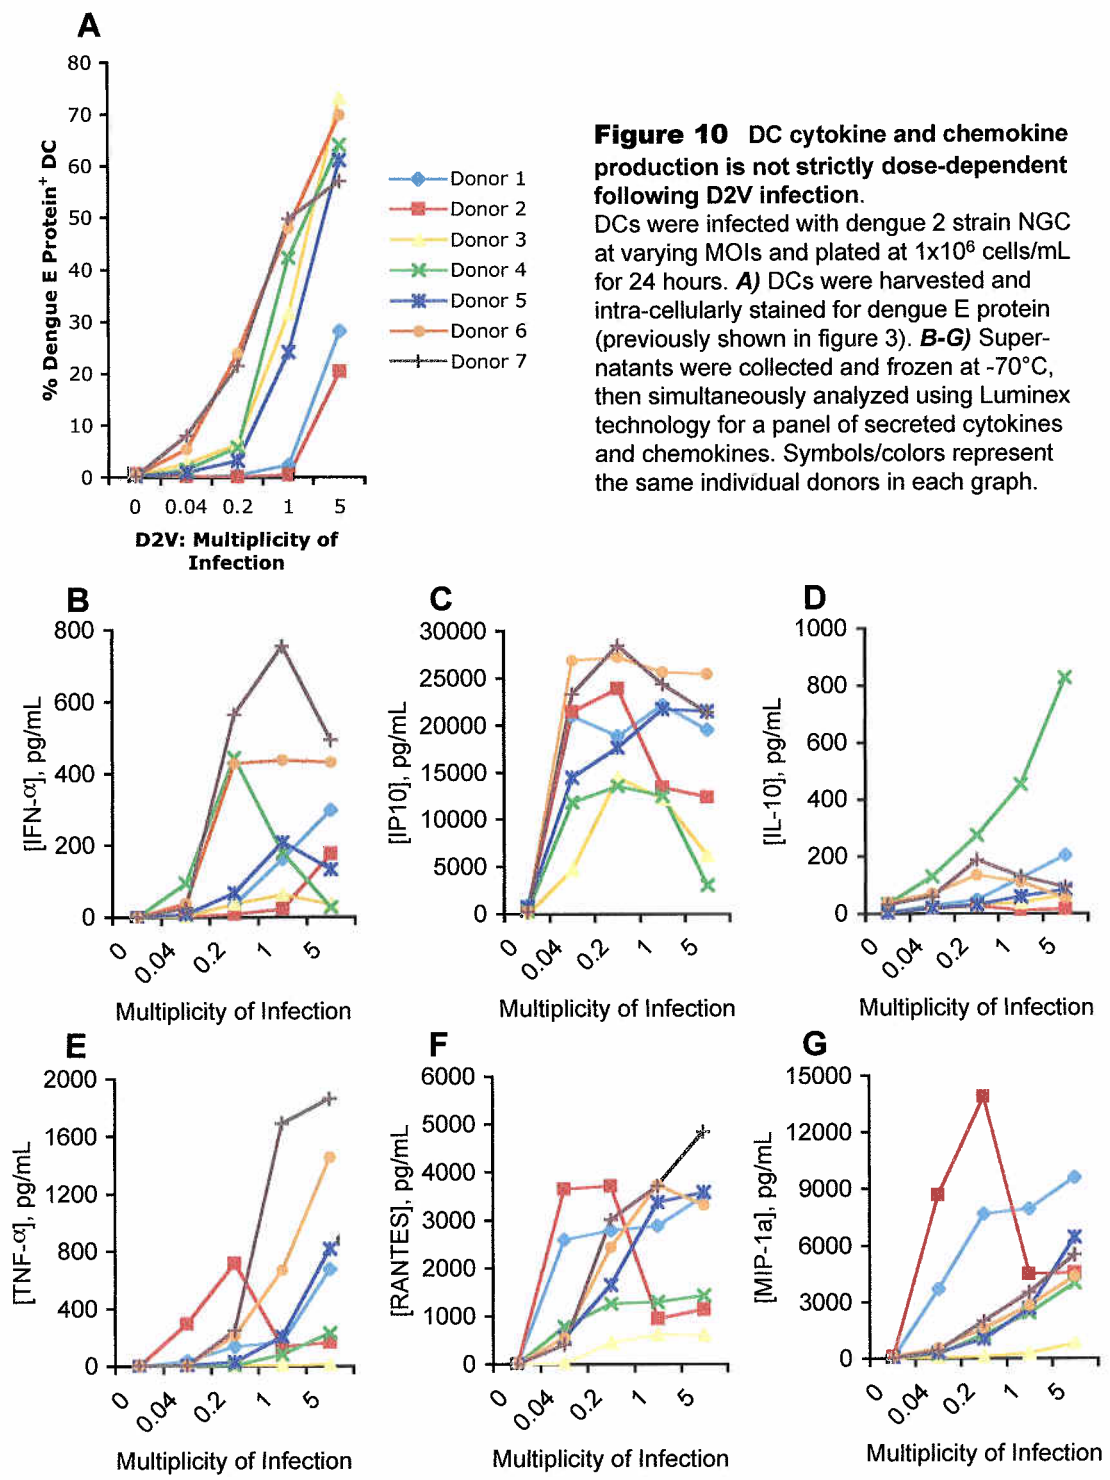 A
80
70
60
50
40
30
20
10
0
% Dengue E Protein+ DC
0 0.04 0.2 1 5
D2V: Multiplicity of
Infection
Donor 1
Donor 2
Donor 3
Donor 4
Donor 5
Donor 6
Donor 7
Figure 10 DC cytokine and chemokine
production is not strictly dose-dependent
following D2V infection.
DCs were infected with dengue 2 strain NGC
at varying MOIs and plated at 1x10⁶ cells/mL
for 24 hours. A) DCs were harvested and
intra-cellularly stained for dengue E protein
(previously shown in figure 3). B-G) Super-
natants were collected and frozen at -70°C,
then simultaneously analyzed using Luminex
technology for a panel of secreted cytokines
and chemokines. Symbols/colors represent
the same individual donors in each graph.
B
800
600
400
200
0
[IFN-α], pg/mL
0 0.04 0.2 1 5
Multiplicity of Infection
C
30000
25000
20000
15000
10000
5000
0
[IP10], pg/mL
0 0.04 0.2 1 5
Multiplicity of Infection
D
1000
800
600
400
200
0
[IL-10], pg/mL
0 0.04 0.2 1 5
Multiplicity of Infection
E
2000
1600
1200
800
400
0
[TNF-α], pg/mL
0 0.04 0.2 1 5
Multiplicity of Infection
F
6000
5000
4000
3000
2000
1000
0
[RANTES], pg/mL
0 0.04 0.2 1 5
Multiplicity of Infection
G
15000
12000
9000
6000
3000
0
[MIP-1a], pg/mL
0 0.04 0.2 1 5
Multiplicity of Infection